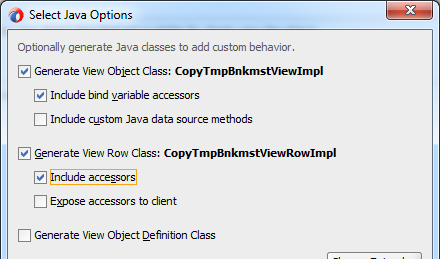 Select Java Options
Optionally generate Java classes to add custom behavior.
Generate View Object Class: CopyTmpBnkmstViewImpl
Include bind variable accessors
Include custom Java data source methods
Generate View Row Class: CopyTmpBnkmstViewRowImpl
Include accessors
Expose accessors to client
Generate View Object Definition Class